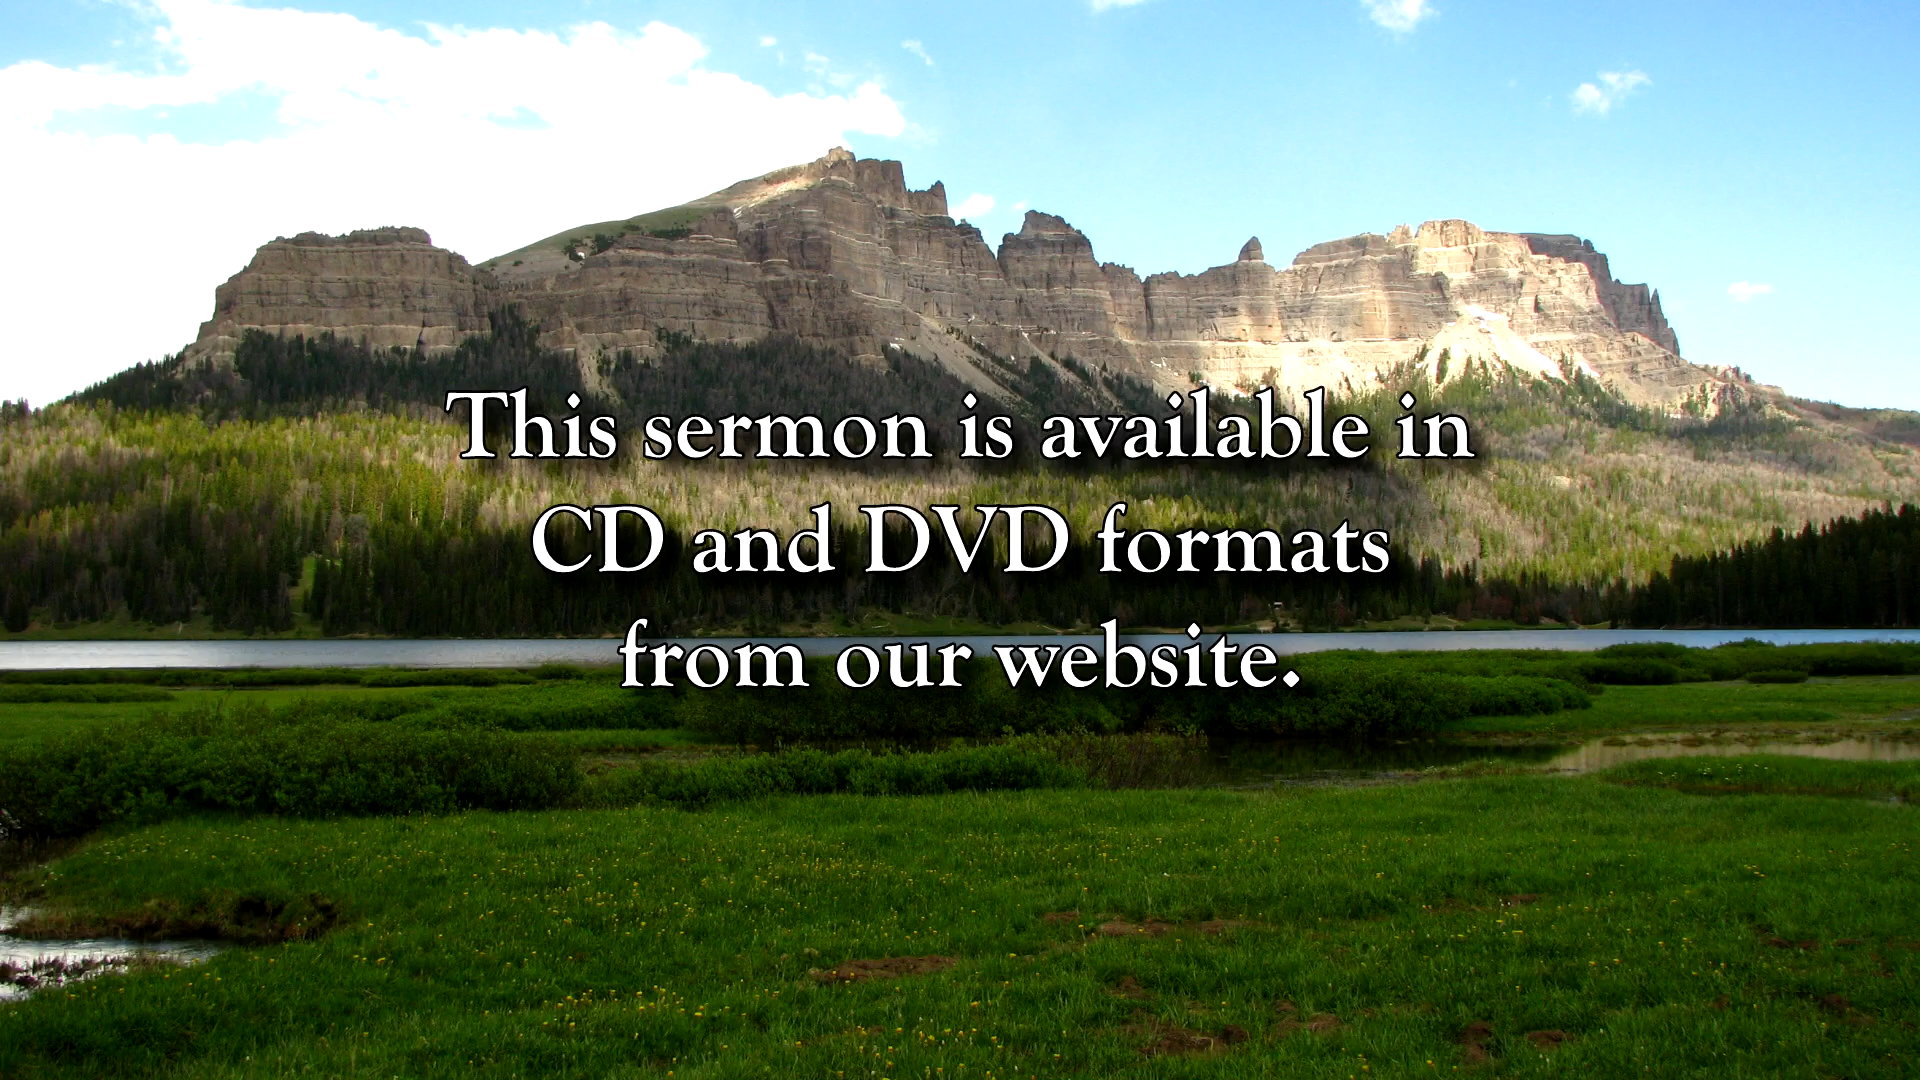 This sermon is available in
CD and DVD formats
from our website.